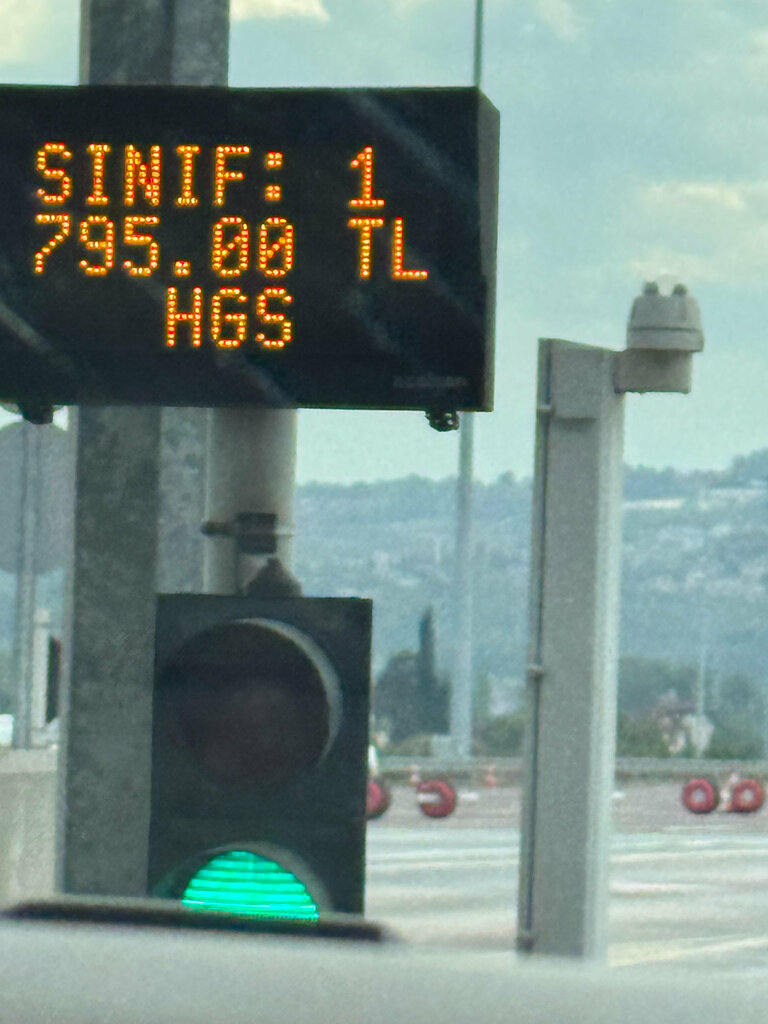 SINIF: 1
795.00 TL
HGS